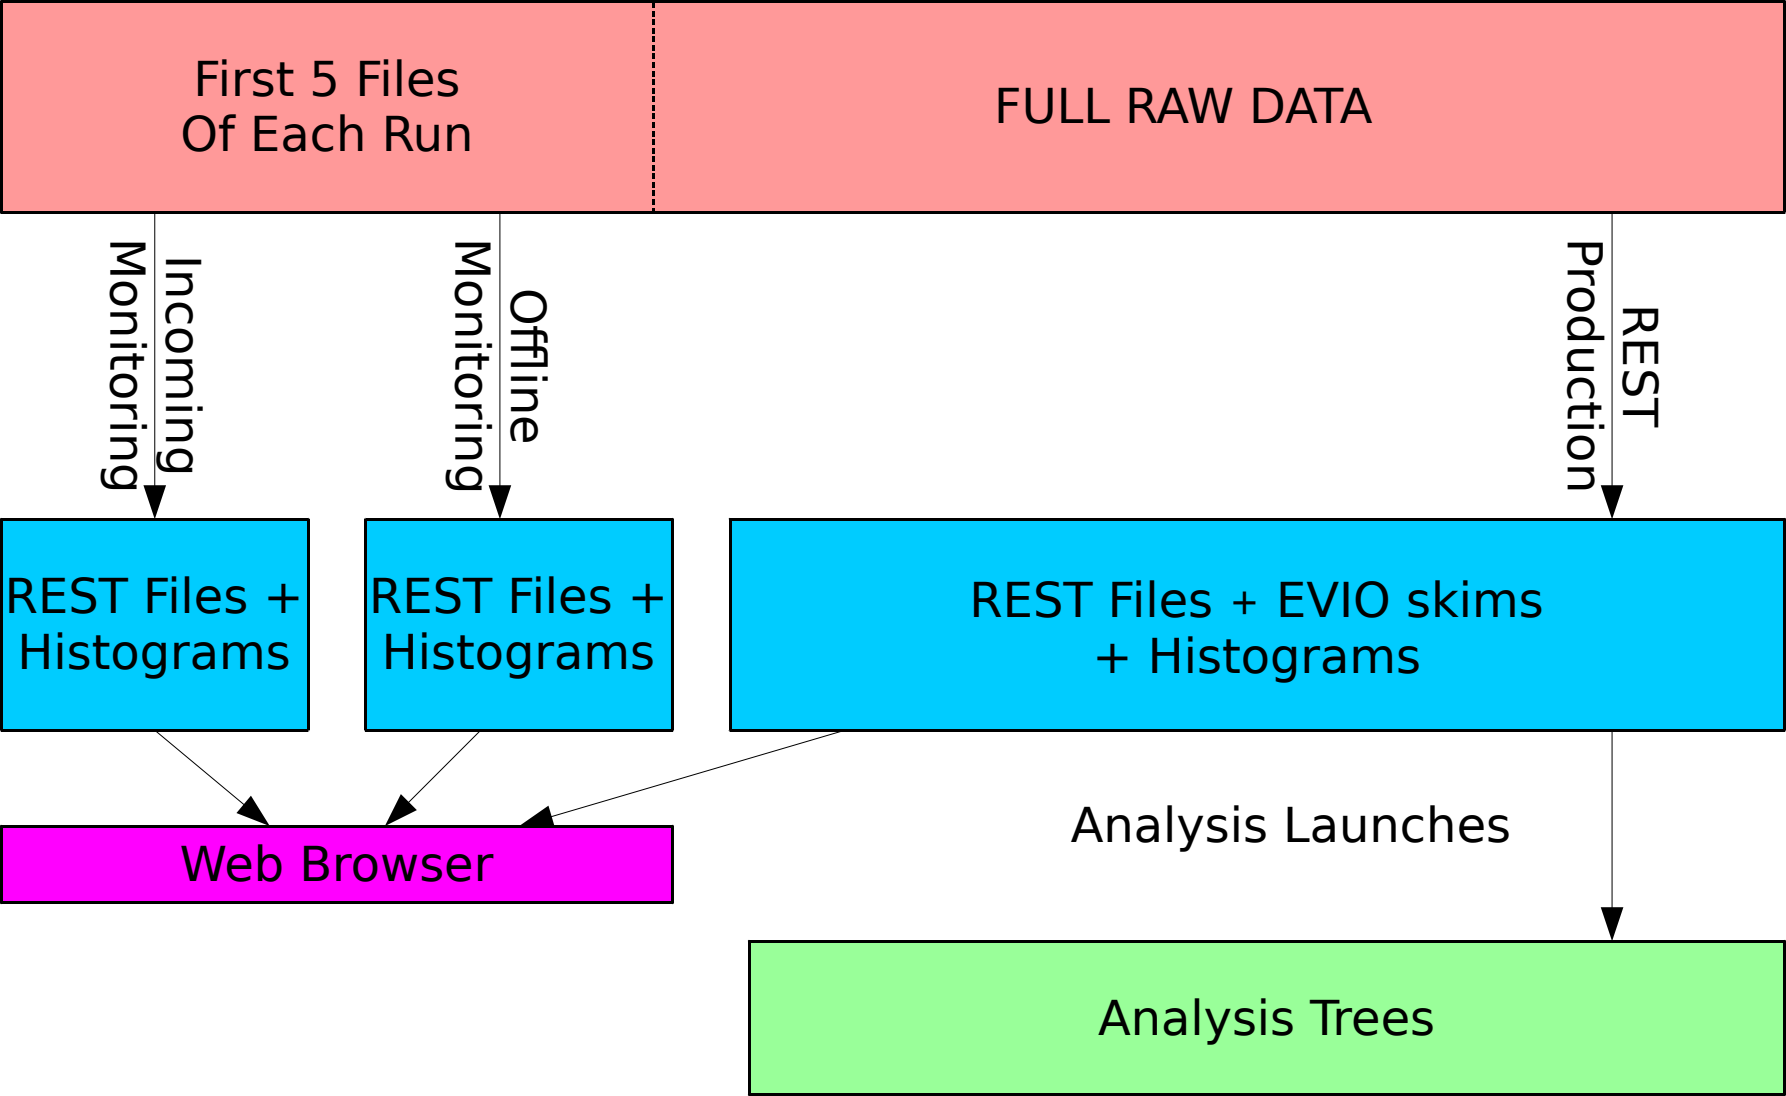 First 5 Files
Of Each Run
FULL RAW DATA
Incoming
Monitoring
Offline
Monitoring
REST
Production
REST Files +
Histograms
REST Files +
Histograms
REST Files + EVIO skims
+ Histograms
Web Browser
Analysis Launches
Analysis Trees